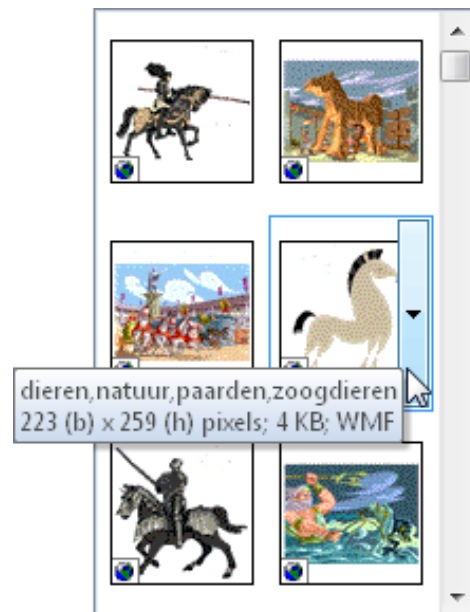 dieren,natuur,paarden,zoogdieren
223 (b) x 259 (h) pixels; 4 KB; WMF